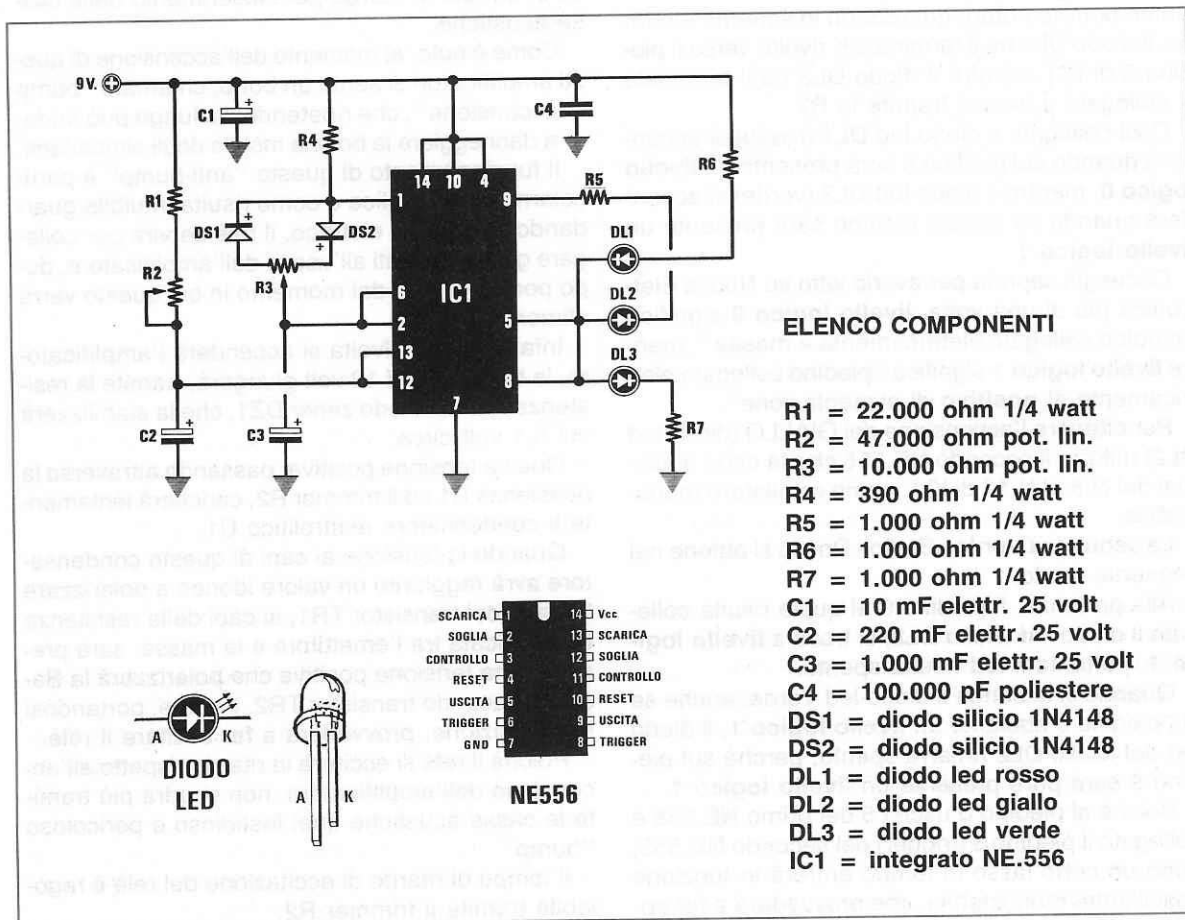 9V.
C1
R4
C4
R1
R6
14 10 4
1
9
R5
DS1
DS2
DL1
R2
R3
6
IC1
DL2
2
5
13
DL3
12
8
7
C2
C3
R7
ELENCO COMPONENTI
R1 = 22.000 ohm 1/4 watt
R2 = 47.000 ohm pot. lin.
R3 = 10.000 ohm pot. lin.
R4 = 390 ohm 1/4 watt
R5 = 1.000 ohm 1/4 watt
R6 = 1.000 ohm 1/4 watt
R7 = 1.000 ohm 1/4 watt
C1 = 10 mF elettr. 25 volt
C2 = 220 mF elettr. 25 volt
C3 = 1.000 mF elettr. 25 volt
C4 = 100.000 pF poliestere
DS1 = diodo silicio 1N4148
DS2 = diodo silicio 1N4148
DL1 = diodo led rosso
DL2 = diodo led giallo
DL3 = diodo led verde
IC1 = integrato NE.556
SCARICA 1 14 Vcc
SOGLIA 2 13 SCARICA
CONTROLLO 3 12 SOGLIA
RESET 4 11 CONTROLLO
USCITA 5 10 RESET
TRIGGER 6 9 USCITA
GND 7 8 TRIGGER
NE556
DIODO
LED
A K